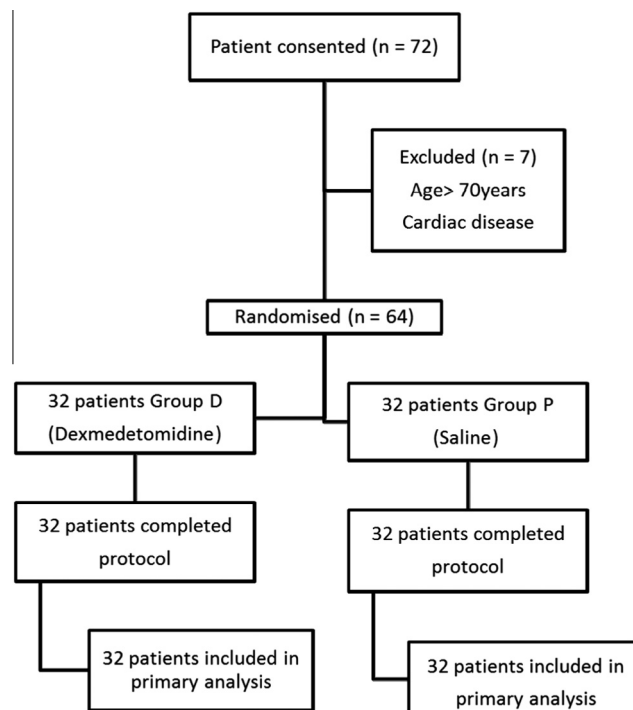 Patient consented (n = 72)
Excluded (n = 7)
Age> 70years
Cardiac disease
Randomised (n = 64)
32 patients Group D
(Dexmedetomidine)
32 patients Group P
(Saline)
32 patients completed
protocol
32 patients completed
protocol
32 patients included in
primary analysis
32 patients included in
primary analysis